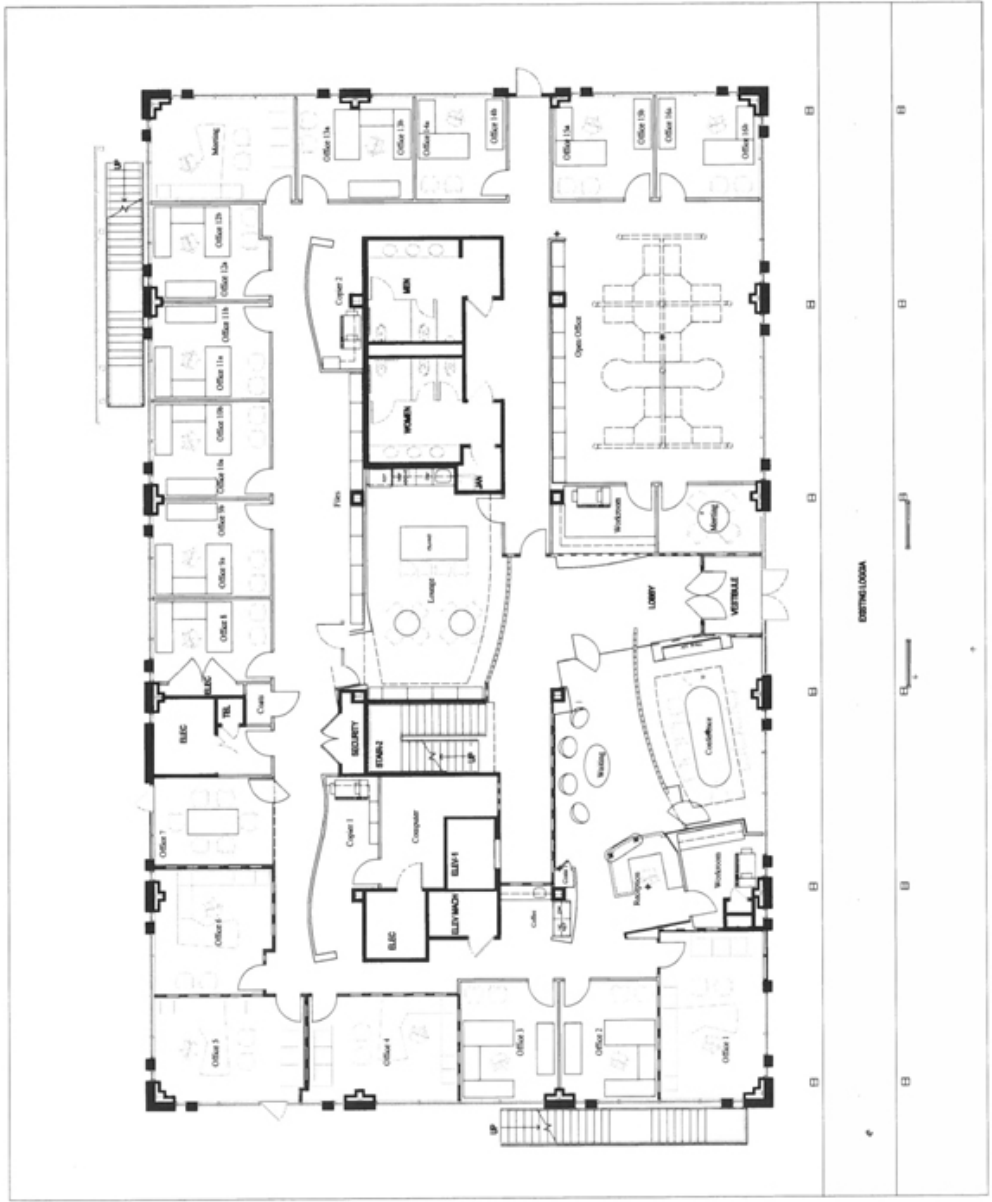 UP
Meeting
Office 13a
Office 13b
Office 14a
Office 14b
Office 15a
Office 15b
Office 16a
Office 16b
Office 12b
Office 12a
Office 11b
Office 11a
Office 10b
Office 10a
Office 9b
Office 9a
Office 8
Copier 2
MEN
WOMEN
JAN
Files
Open Office
Workroom
Meeting
Lounge
LOBBY
VESTIBULE
EXISTING LOGGIA
ELEC
Coats
TEL
ELEC
SECURITY
STAIR-2
UP
Waiting
Conference
Office 7
Copier 1
Computer
ELEV-1
ELEV MACH
ELEC
Coats
Coffee
Reception
Workroom
Office 6
Office 5
Office 4
Office 3
Office 2
Office 1
UP